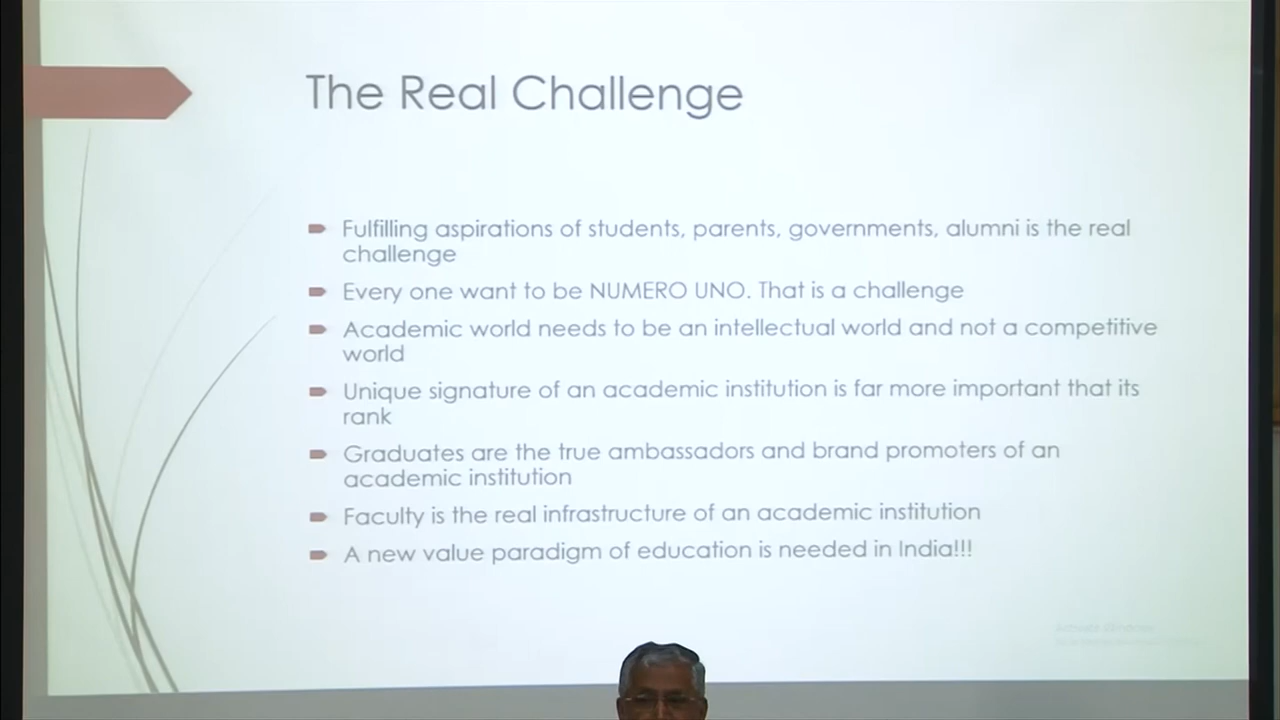 The Real Challenge
Fulfilling aspirations of students, parents, governments, alumni is the real
challenge
Every one want to be NUMERO UNO. That is a challenge
Academic world needs to be an intellectual world and not a competitive
world
Unique signature of an academic institution is far more important that its
rank
Graduates are the true ambassadors and brand promoters of an
academic institution
Faculty is the real infrastructure of an academic institution
A new value paradigm of education is needed in India!!!
Activate Windows